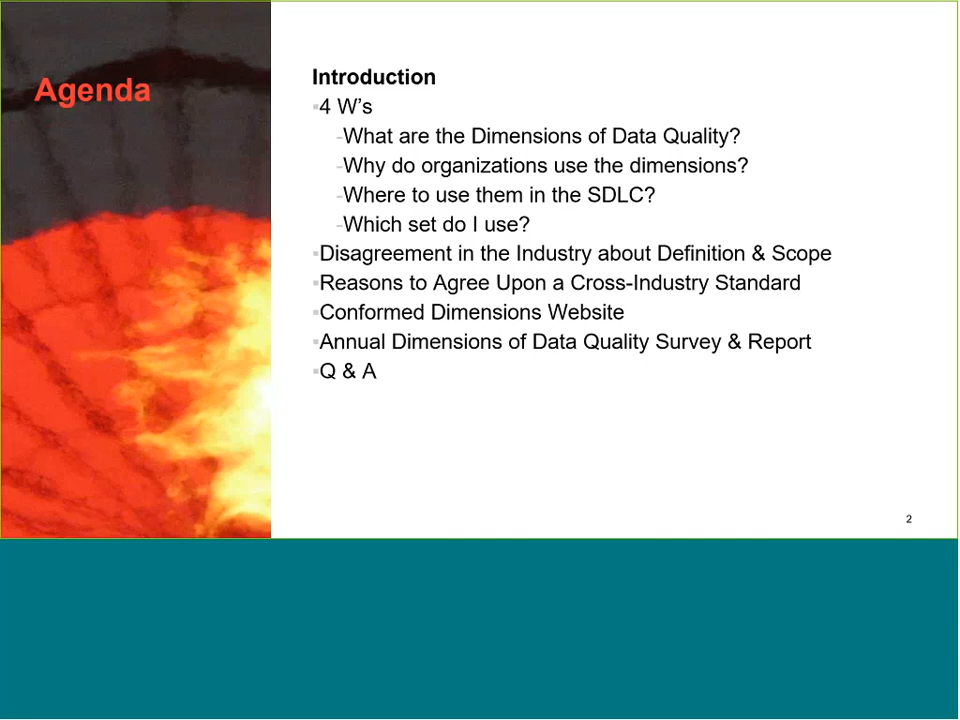 Agenda
Introduction
▪4 W's
-What are the Dimensions of Data Quality?
-Why do organizations use the dimensions?
-Where to use them in the SDLC?
-Which set do I use?
▪Disagreement in the Industry about Definition & Scope
▪Reasons to Agree Upon a Cross-Industry Standard
▪Conformed Dimensions Website
▪Annual Dimensions of Data Quality Survey & Report
▪Q & A
2